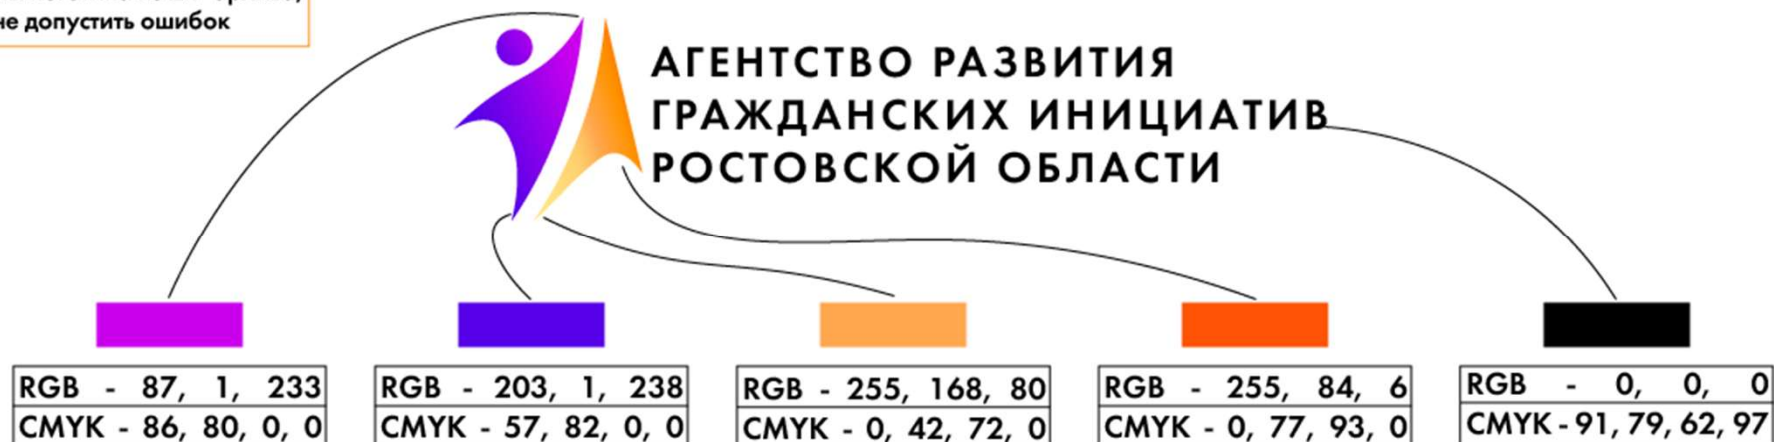 не допустить ошибок
АГЕНТСТВО РАЗВИТИЯ
ГРАЖДАНСКИХ ИНИЦИАТИВ
РОСТОВСКОЙ ОБЛАСТИ
RGB - 87, 1, 233
CMYK - 86, 80, 0, 0
RGB - 203, 1, 238
CMYK - 57, 82, 0, 0
RGB - 255, 168, 80
CMYK - 0, 42, 72, 0
RGB - 255, 84, 6
CMYK - 0, 77, 93, 0
RGB - 0, 0, 0
CMYK - 91, 79, 62, 97